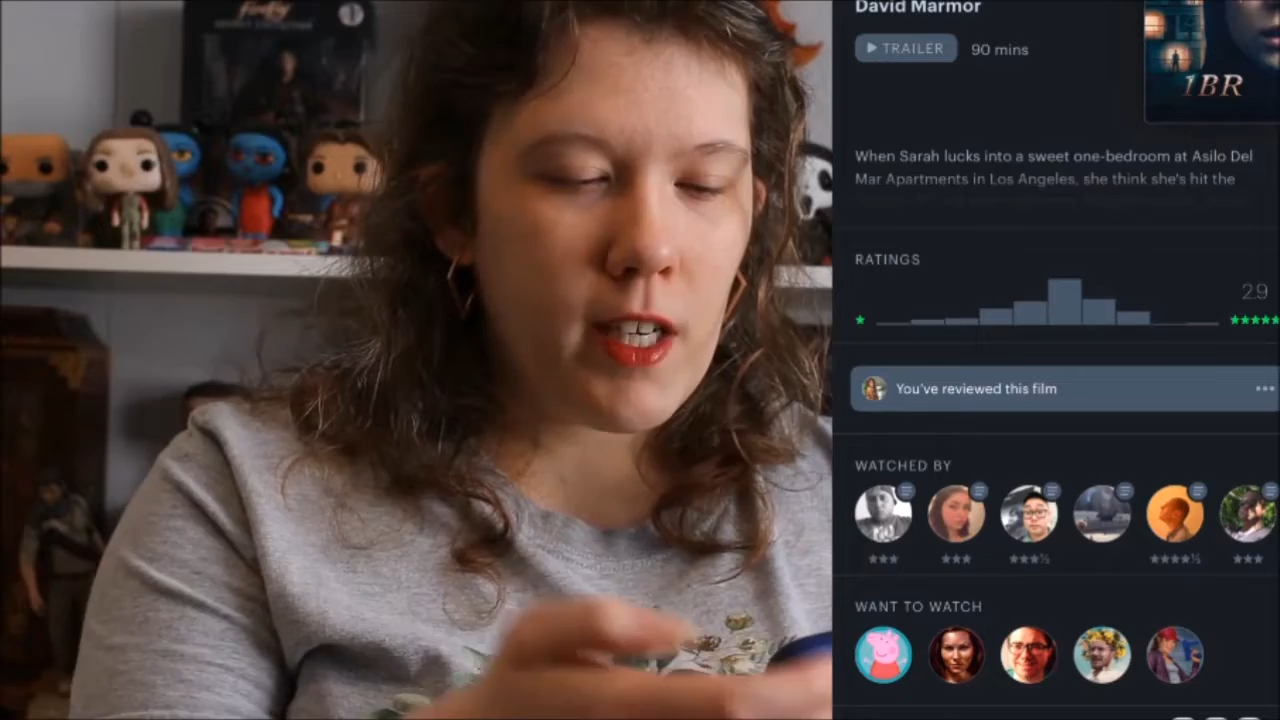 Firefly
David Marmor
TRAILER
90 mins
1BR
When Sarah lucks into a sweet one-bedroom at Asilo Del
Mar Apartments in Los Angeles, she think she's hit the
RATINGS
2.9
You've reviewed this film
WATCHED BY
WANT TO WATCH